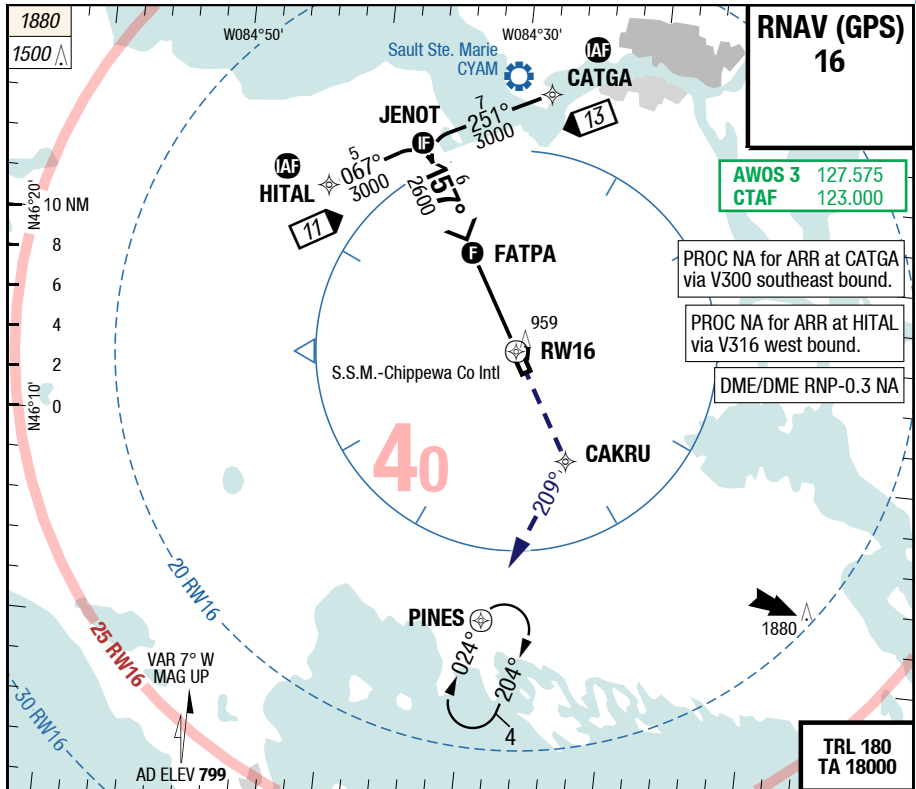 1880
1500
W084°50'
W084°30'
RNAV (GPS)
16
Sault Ste. Marie
CYAM
IAF
CATGA
JENOT
7
251°
3000
13
IF
IAF
HITAL
5
067°
3000
11
6
157°
2600
AWOS 3 127.575
CTAF 123.000
N46°20'
10 NM
8
6
4
2
0
N46°10'
F
FATPA
PROC NA for ARR at CATGA
via V300 southeast bound.
PROC NA for ARR at HITAL
via V316 west bound.
DME/DME RNP-0.3 NA
959
RW16
S.S.M.-Chippewa Co Intl
40
CAKRU
209°
20 RW16
25 RW16
30 RW16
PINES
024°
204°
4
1880
VAR 7° W
MAG UP
AD ELEV 799
TRL 180
TA 18000